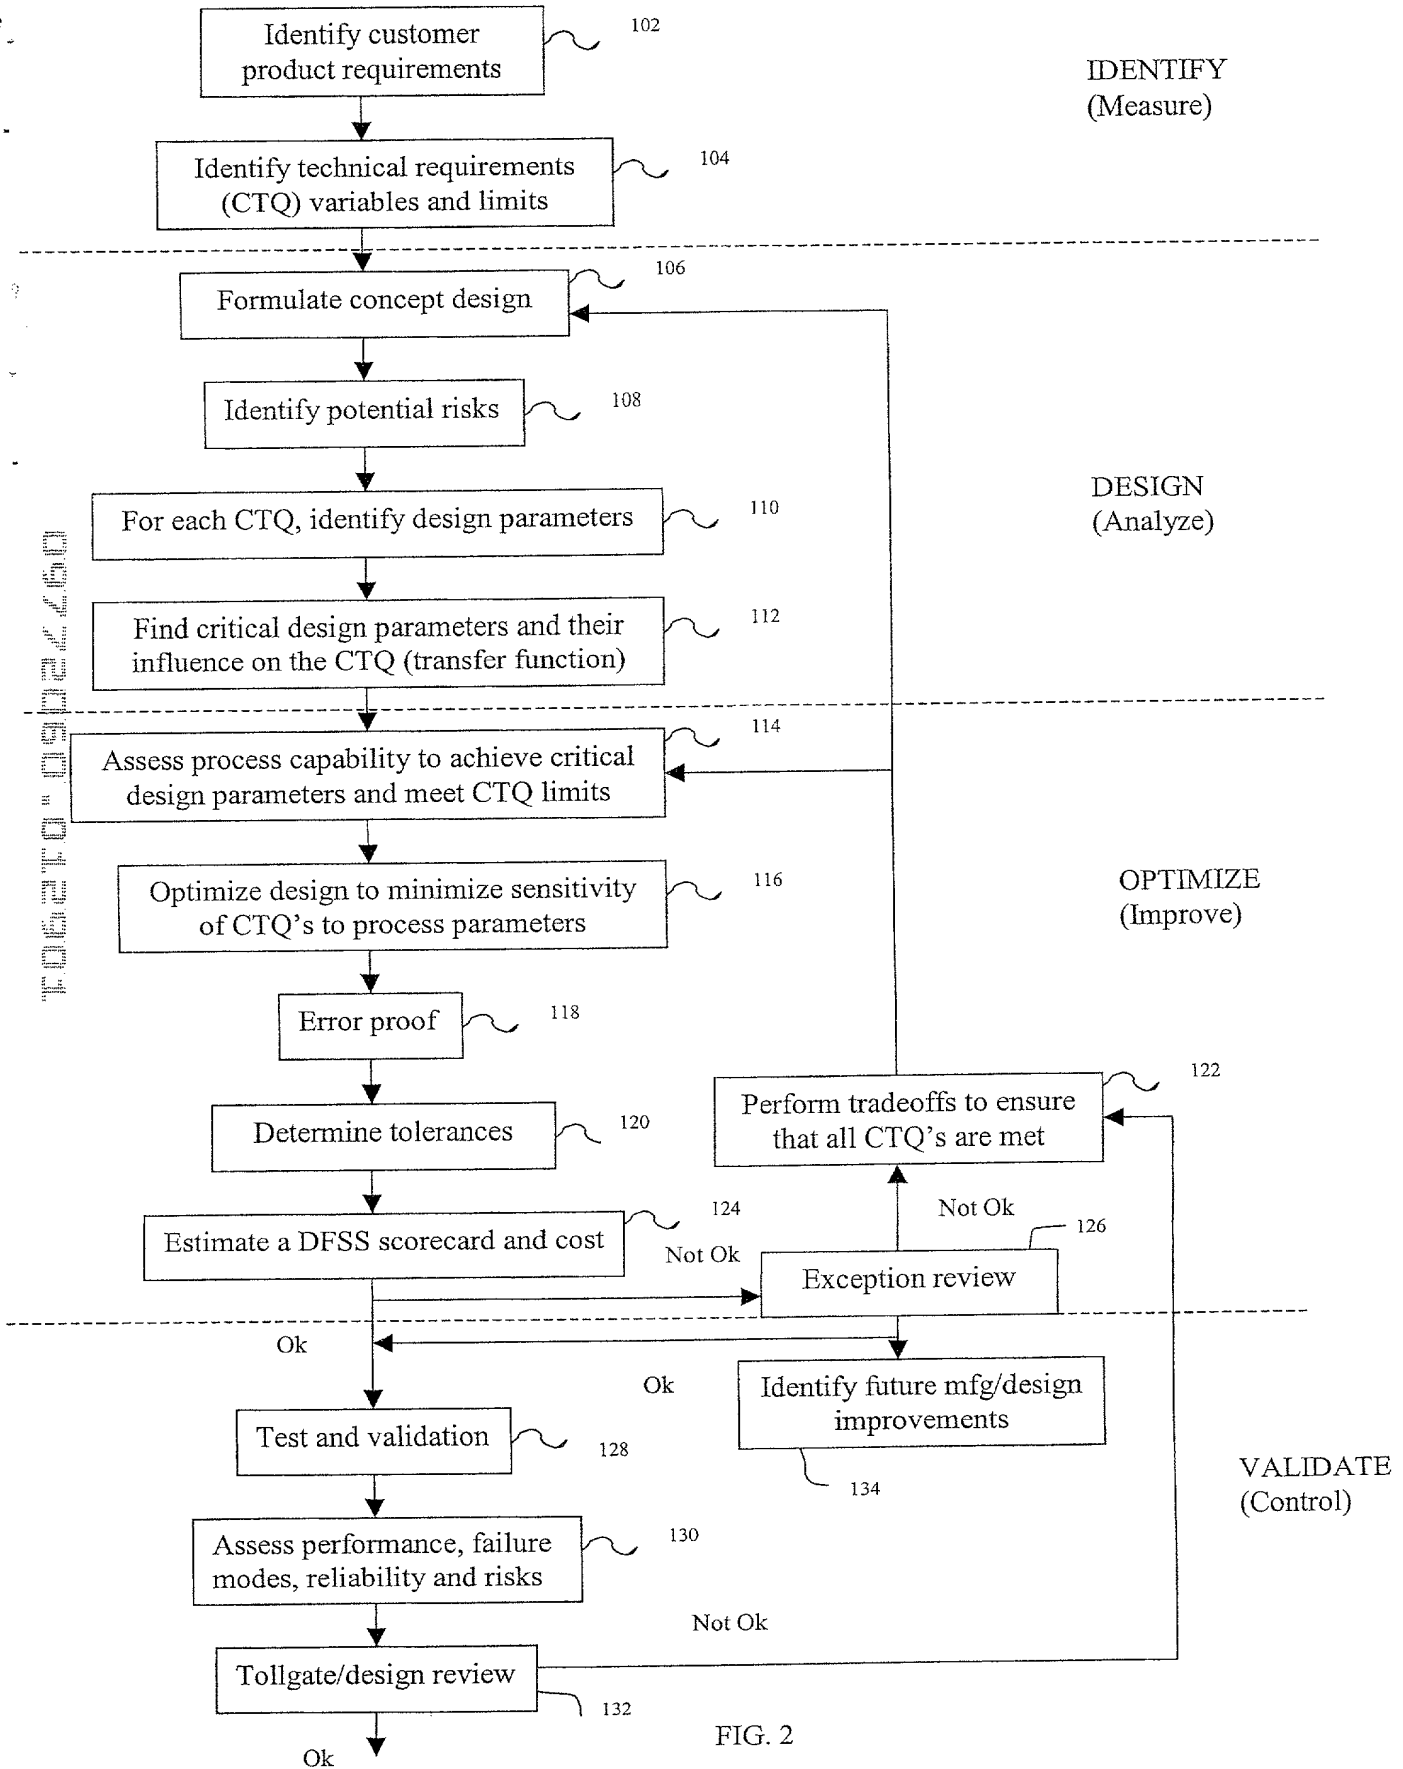 Identify customer
product requirements
102
IDENTIFY
(Measure)
Identify technical requirements
(CTQ) variables and limits
104
Formulate concept design
106
Identify potential risks
108
For each CTQ, identify design parameters
110
DESIGN
(Analyze)
Find critical design parameters and their
influence on the CTQ (transfer function)
112
Assess process capability to achieve critical
design parameters and meet CTQ limits
114
Optimize design to minimize sensitivity
of CTQ's to process parameters
116
OPTIMIZE
(Improve)
Error proof
118
Determine tolerances
120
Perform tradeoffs to ensure
that all CTQ's are met
122
Estimate a DFSS scorecard and cost
124
Not Ok
Not Ok
126
Exception review
Ok
Ok
Identify future mfg/design
improvements
134
Test and validation
128
VALIDATE
(Control)
Assess performance, failure
modes, reliability and risks
130
Not Ok
Tollgate/design review
132
Ok
FIG. 2